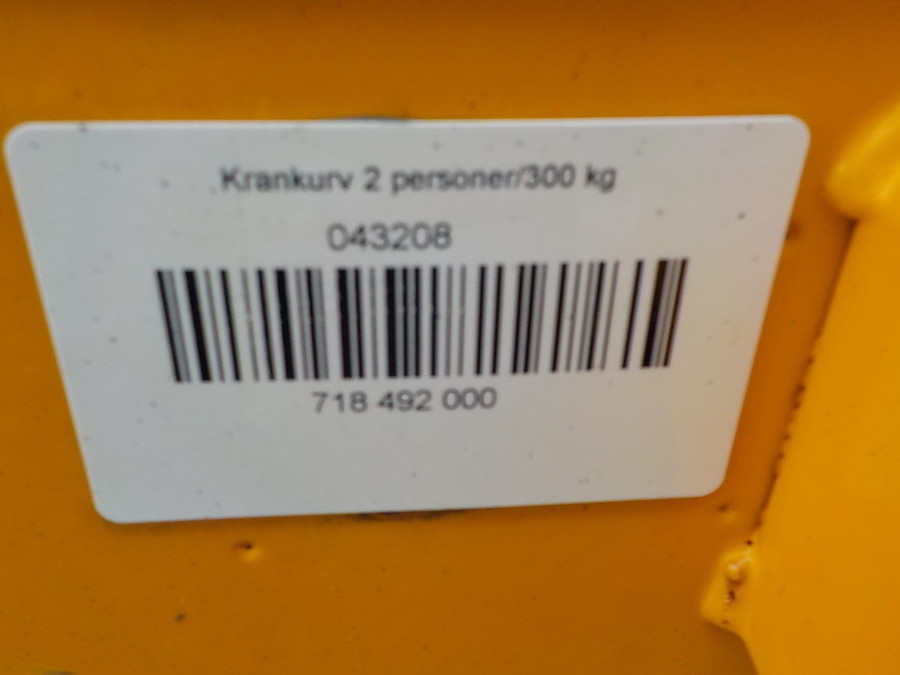 Krankurv 2 personer/300 kg
043208
718 492 000